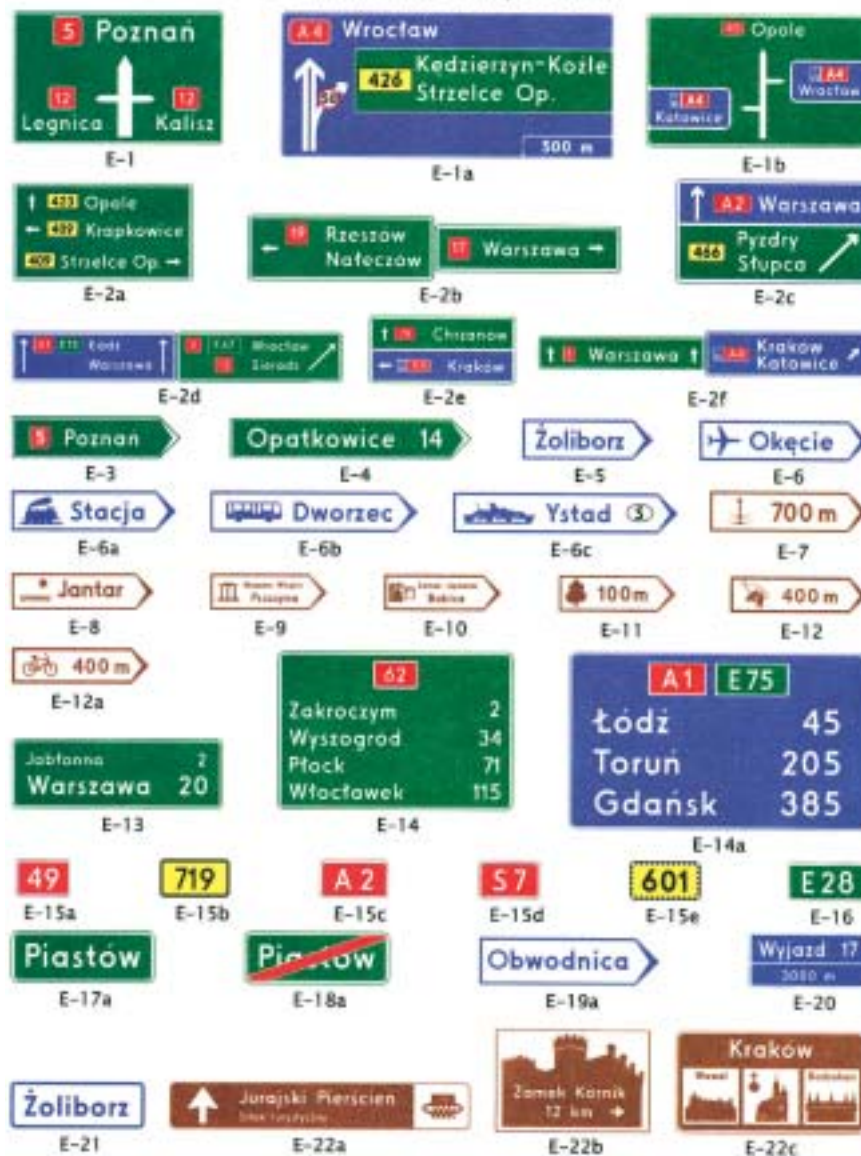 5 Poznań
12 12
Legnica Kalisz
E-1
A4 Wrocław
426 Kędzierzyn-Koźle
Strzelce Op.
500 m
E-1a
Opole
A4
Wrocław
A4
Katowice
E-1b
Opole
409 Krapkowice
409 Strzelce Op.
E-2a
19 Rzeszów
Nałęczów
17 Warszawa
E-2b
A2 Warszawa
466 Pyzdry
Słupca
E-2c
Łódź
Warszawa
Wrocław
Sieradz
E-2d
Chrzanów
Kraków
E-2e
Warszawa
Kraków
Katowice
E-2f
5 Poznań
E-3
Opatkowice 14
E-4
Żoliborz
E-5
Okęcie
E-6
Stacja
E-6a
Dworzec
E-6b
Ystad S
E-6c
700 m
E-7
Jantar
E-8
Pszczyna
E-9
E-10
100m
E-11
400 m
E-12
400 m
E-12a
Jabłonna 2
Warszawa 20
E-13
62
Zakroczym 2
Wyszogród 34
Płock 71
Włocławek 115
E-14
A1 E75
Łódź 45
Toruń 205
Gdańsk 385
E-14a
49
E-15a
719
E-15b
A 2
E-15c
S 7
E-15d
601
E-15e
E 28
E-16
Piastów
E-17a
Piastów
E-18a
Obwodnica
E-19a
Wyjazd 17
3000 m
E-20
Żoliborz
E-21
Jurajski Pierścień
E-22a
Zamek Kórnik
12 km
E-22b
Kraków
Wawel
E-22c